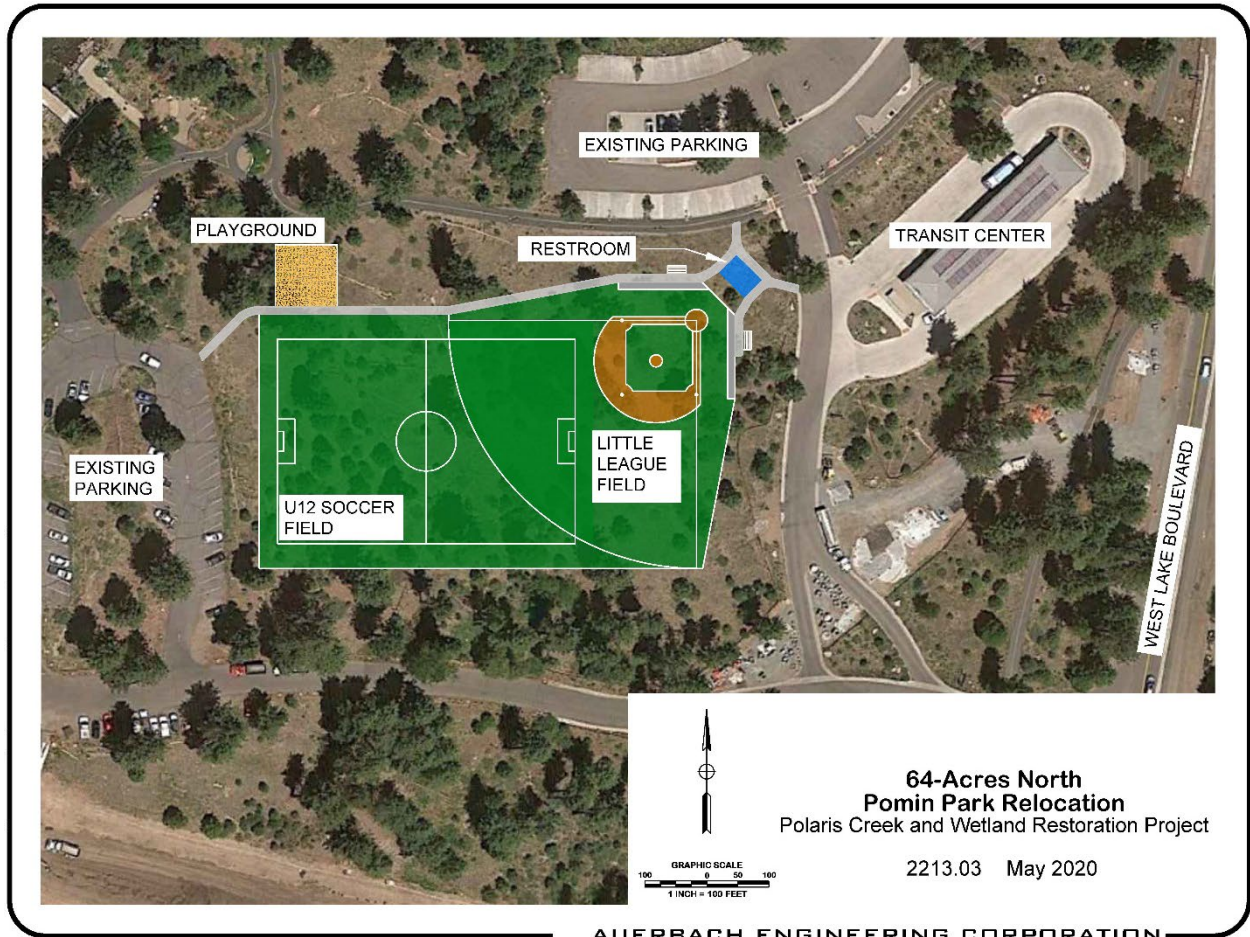 EXISTING PARKING
PLAYGROUND
RESTROOM
TRANSIT CENTER
EXISTING
PARKING
LITTLE
LEAGUE
FIELD
U12 SOCCER
FIELD
WEST LAKE BOULEVARD
64-Acres North
Pomin Park Relocation
Polaris Creek and Wetland Restoration Project
2213.03 May 2020
GRAPHIC SCALE
100 0 50 100
1 INCH = 100 FEET
AUERBACH ENGINEERING CORPORATION